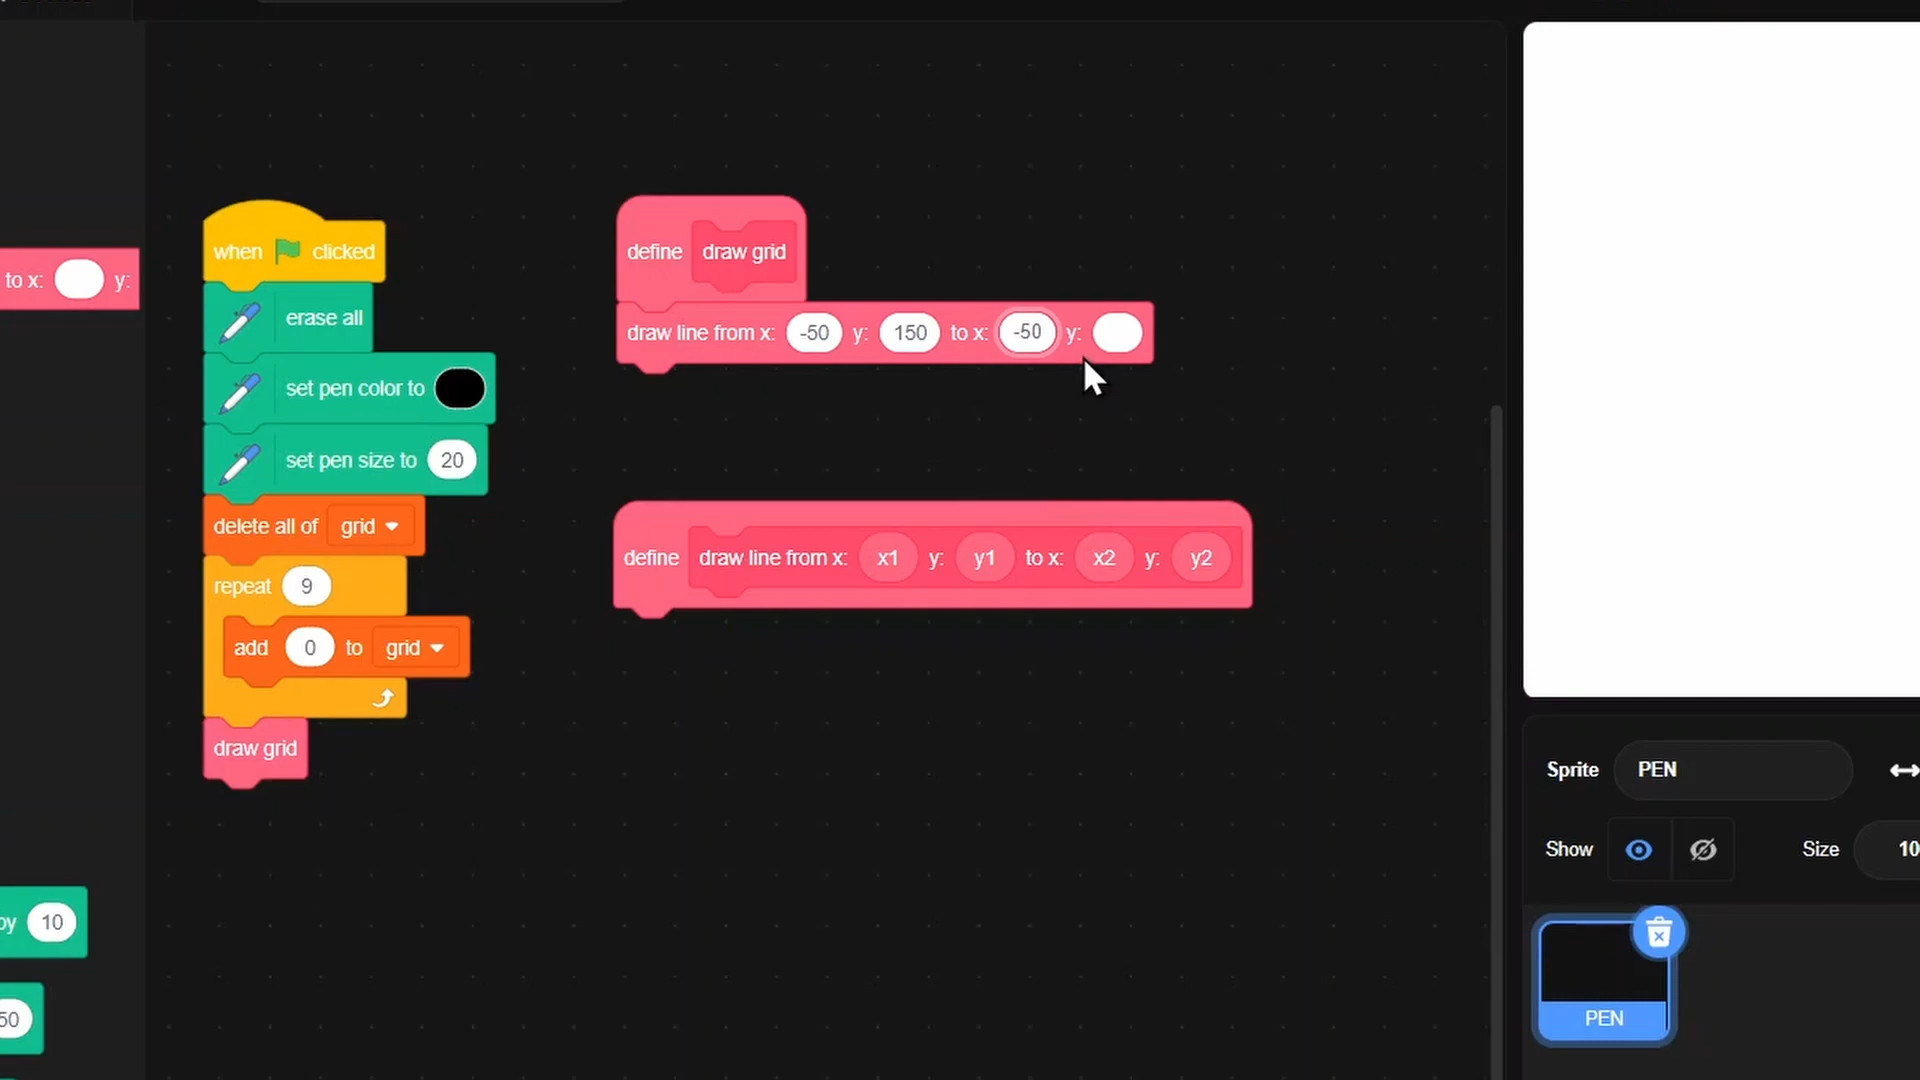 to x: y:
when clicked
erase all
set pen color to
set pen size to 20
delete all of grid
repeat 9
add 0 to grid
draw grid
define draw grid
draw line from x: -50 y: 150 to x: -50 y:
define draw line from x: x1 y: y1 to x: x2 y: y2
by 10
50
Sprite PEN
Show Size 10
PEN